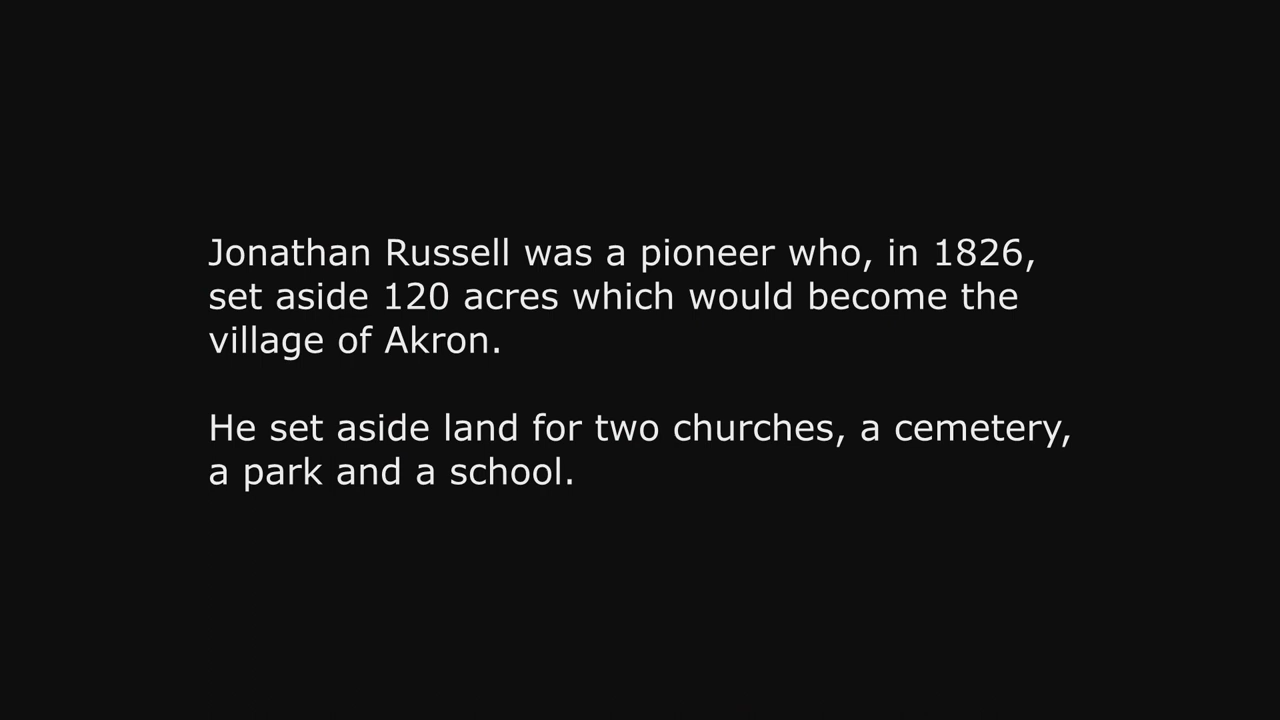 Jonathan Russell was a pioneer who, in 1826,
set aside 120 acres which would become the
village of Akron.
He set aside land for two churches, a cemetery,
a park and a school.